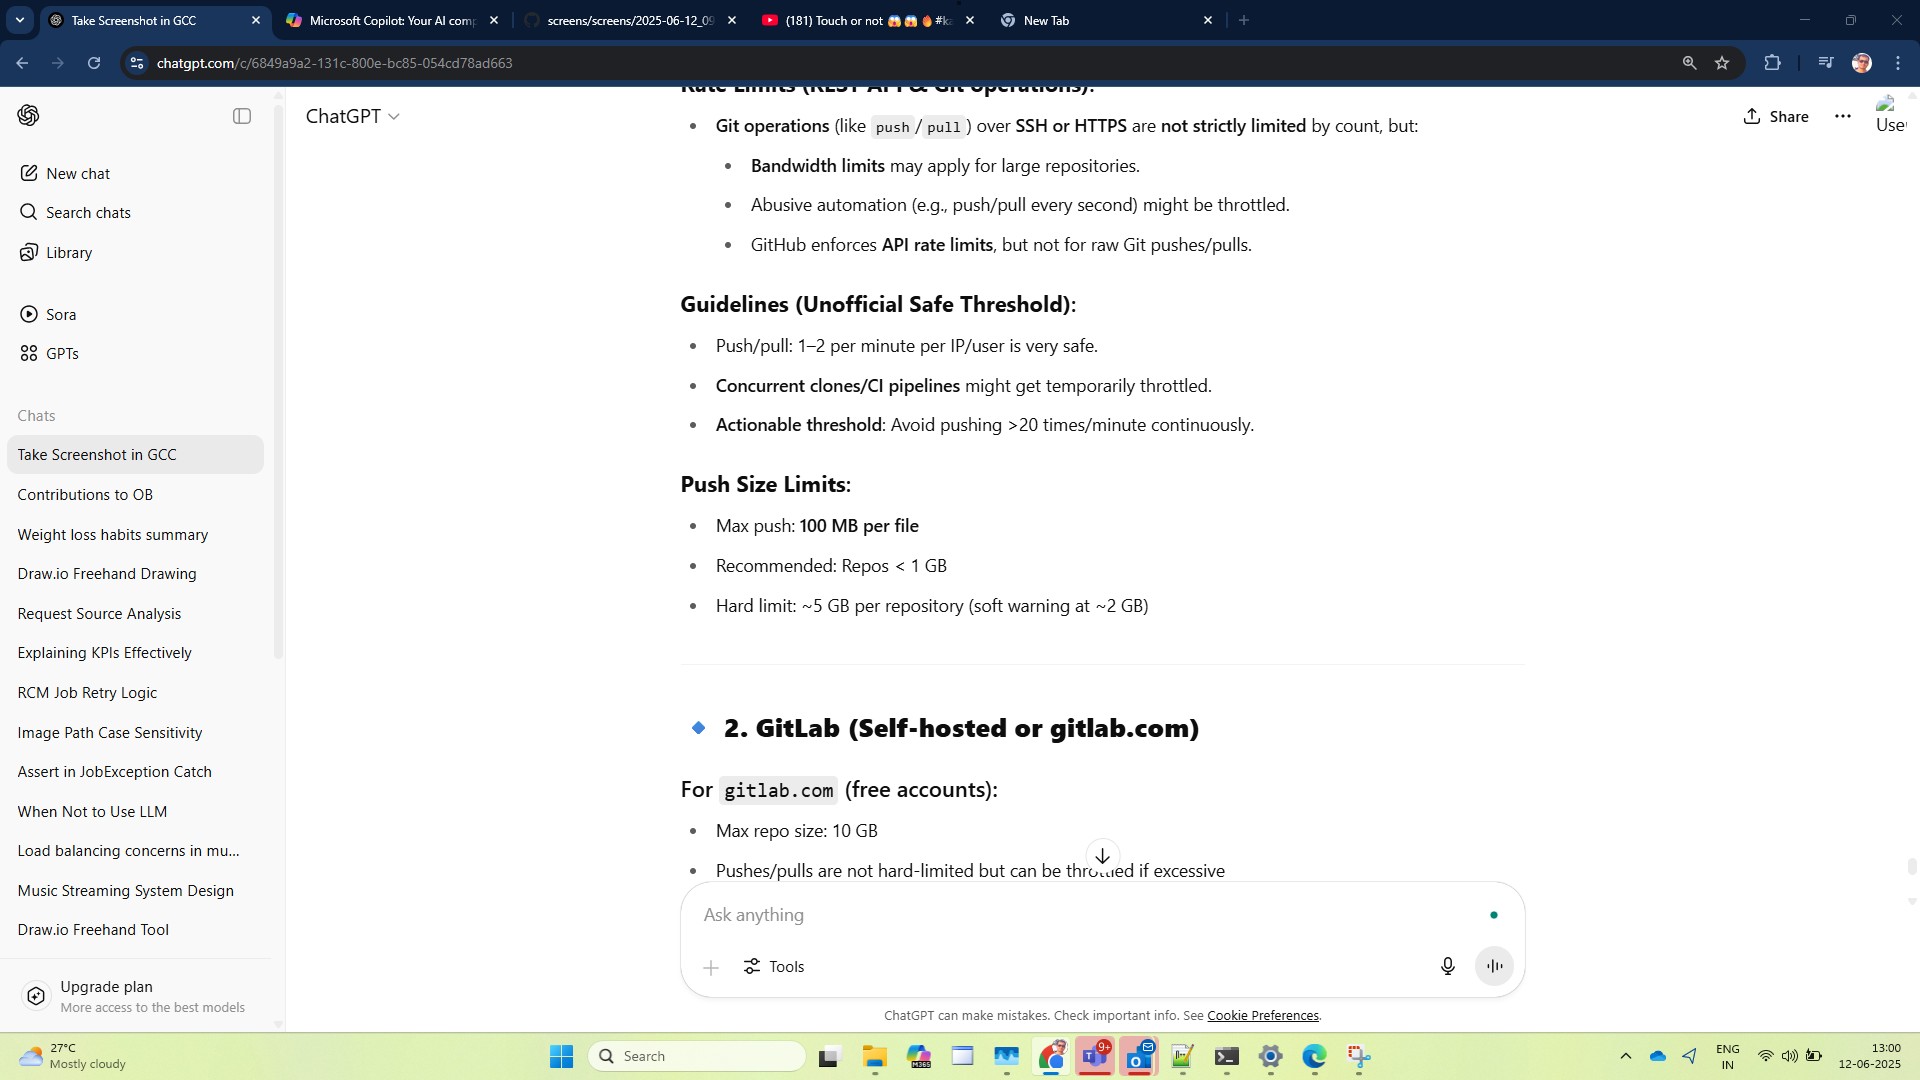 Take Screenshot in GCC
Microsoft Copilot: Your AI comp
screens/screens/2025-06-12_09
(181) Touch or not 😱😱🔥#ka
New Tab
chatgpt.com/c/6849a9a2-131c-800e-bc85-054cd78ad663
New chat
Search chats
Library
Sora
GPTs
Chats
Take Screenshot in GCC
Contributions to OB
Weight loss habits summary
Draw.io Freehand Drawing
Request Source Analysis
Explaining KPIs Effectively
RCM Job Retry Logic
Image Path Case Sensitivity
Assert in JobException Catch
When Not to Use LLM
Load balancing concerns in mu...
Music Streaming System Design
Draw.io Freehand Tool
Upgrade plan
More access to the best models
ChatGPT
Share
User
Rate Limits (REST API & Git operations):
Git operations (like push/pull) over SSH or HTTPS are not strictly limited by count, but:
Bandwidth limits may apply for large repositories.
Abusive automation (e.g., push/pull every second) might be throttled.
GitHub enforces API rate limits, but not for raw Git pushes/pulls.
Guidelines (Unofficial Safe Threshold):
Push/pull: 1–2 per minute per IP/user is very safe.
Concurrent clones/CI pipelines might get temporarily throttled.
Actionable threshold: Avoid pushing >20 times/minute continuously.
Push Size Limits:
Max push: 100 MB per file
Recommended: Repos < 1 GB
Hard limit: ~5 GB per repository (soft warning at ~2 GB)
2. GitLab (Self-hosted or gitlab.com)
For gitlab.com (free accounts):
Max repo size: 10 GB
Pushes/pulls are not hard-limited but can be throttled if excessive
Ask anything
Tools
ChatGPT can make mistakes. Check important info. See Cookie Preferences.
27°C
Mostly cloudy
Search
M365
9+
ENG
IN
13:00
12-06-2025